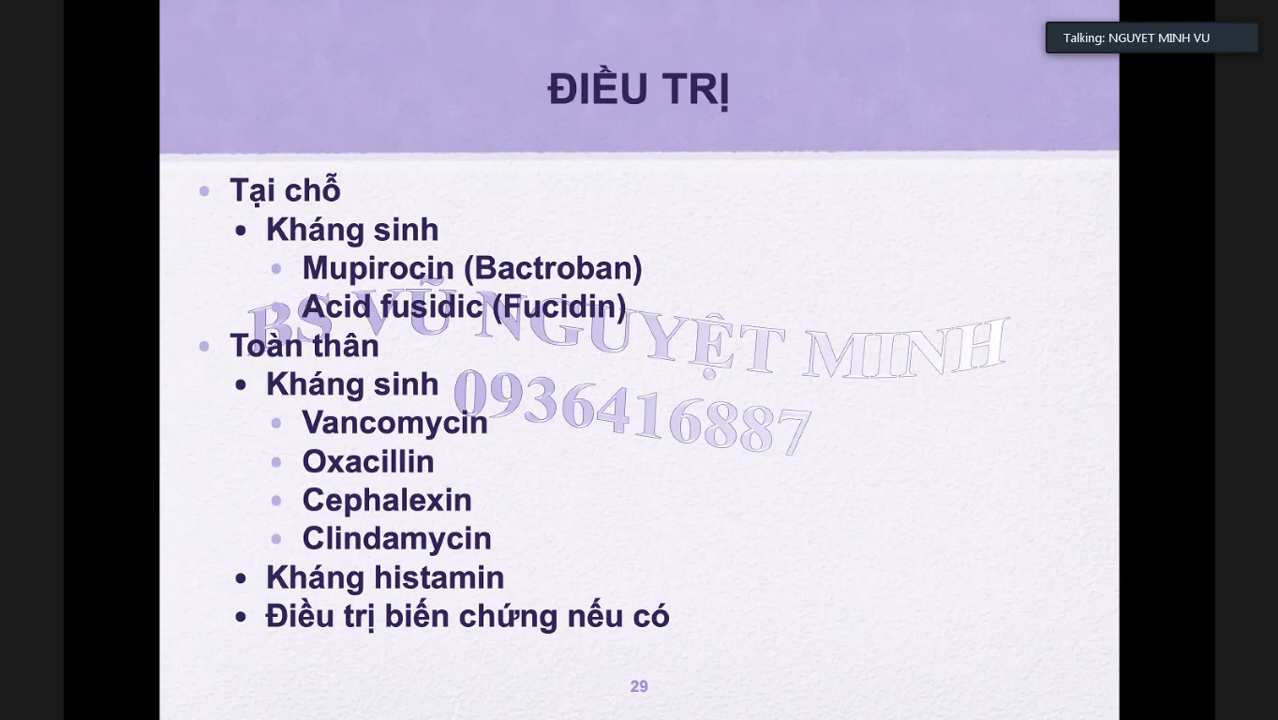 Talking: NGUYET MINH VU
ĐIỀU TRỊ
Tại chỗ
Kháng sinh
Mupirocin (Bactroban)
Acid fusidic (Fucidin)
BS VŨ NGUYỆT MINH
Toàn thân
Kháng sinh
0936416887
Vancomycin
Oxacillin
Cephalexin
Clindamycin
Kháng histamin
Điều trị biến chứng nếu có
29